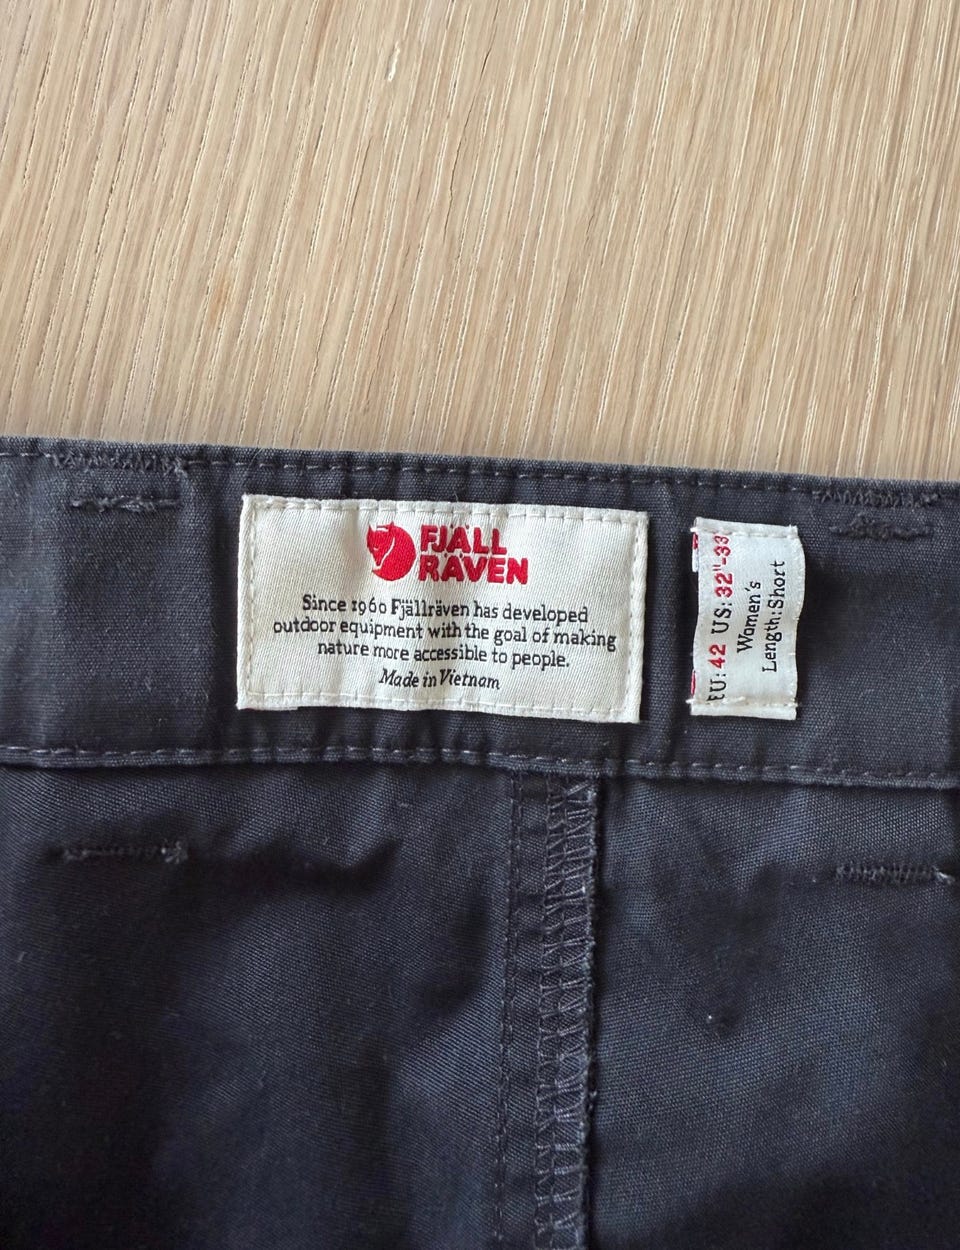 FJÄLL
RÄVEN
Since 1960 Fjällräven has developed
outdoor equipment with the goal of making
nature more accessible to people.
Made in Vietnam
EU: 42 US: 32"-33
Women's
Length: Short